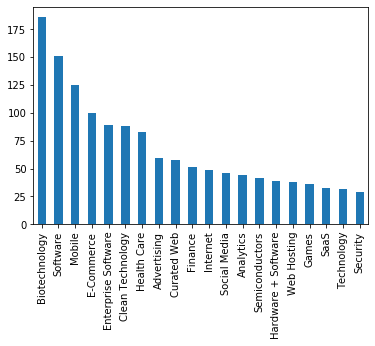 175
150
125
100
75
50
25
0
Biotechnology
Software
Mobile
E-Commerce
Enterprise Software
Clean Technology
Health Care
Advertising
Curated Web
Finance
Internet
Social Media
Analytics
Semiconductors
Hardware + Software
Web Hosting
Games
SaaS
Technology
Security